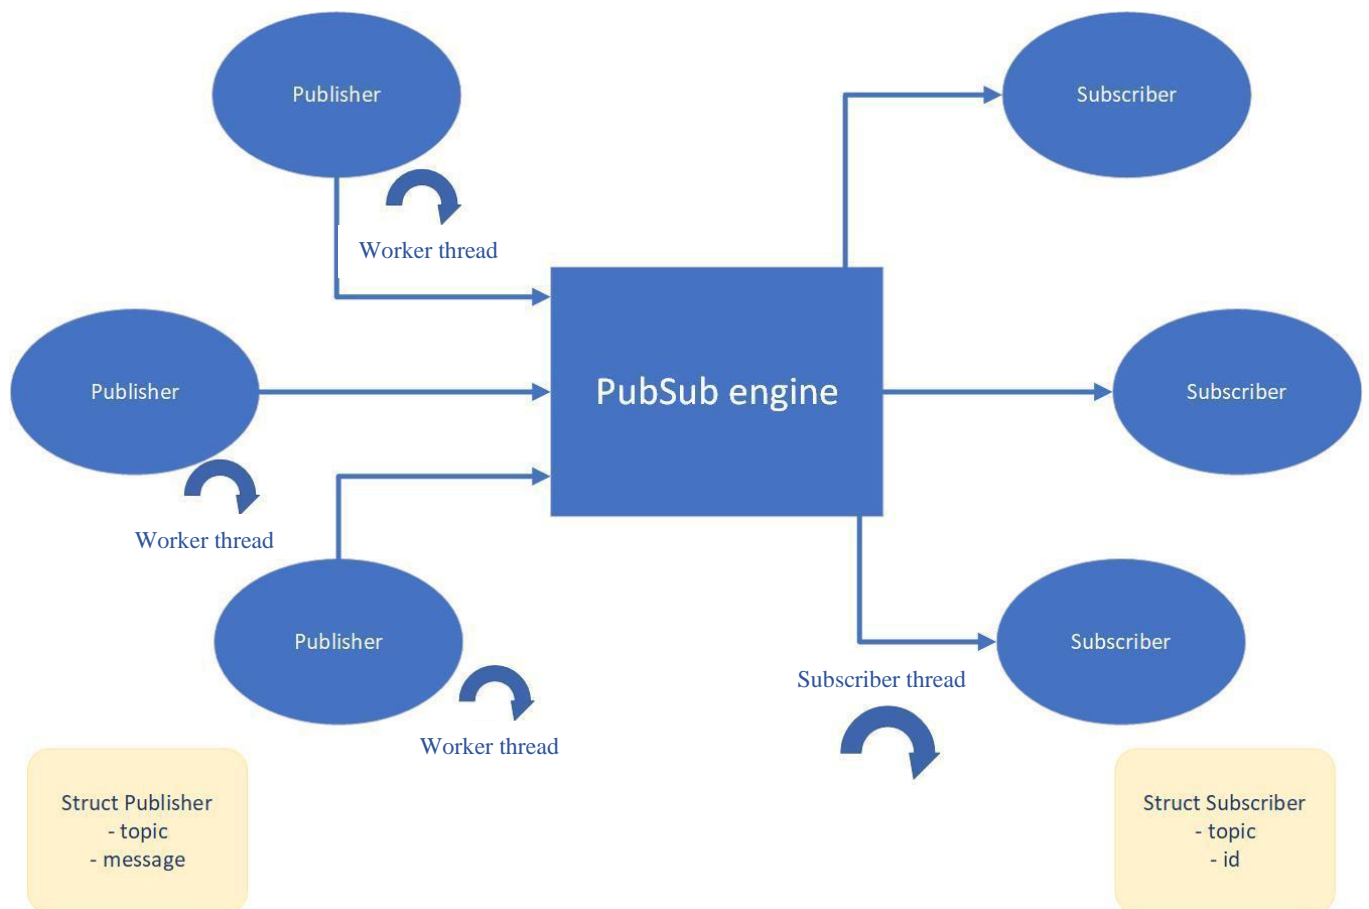 Publisher
Subscriber
Worker thread
Publisher
PubSub engine
Subscriber
Worker thread
Publisher
Subscriber
Subscriber thread
Worker thread
Struct Publisher
- topic
- message
Struct Subscriber
- topic
- id